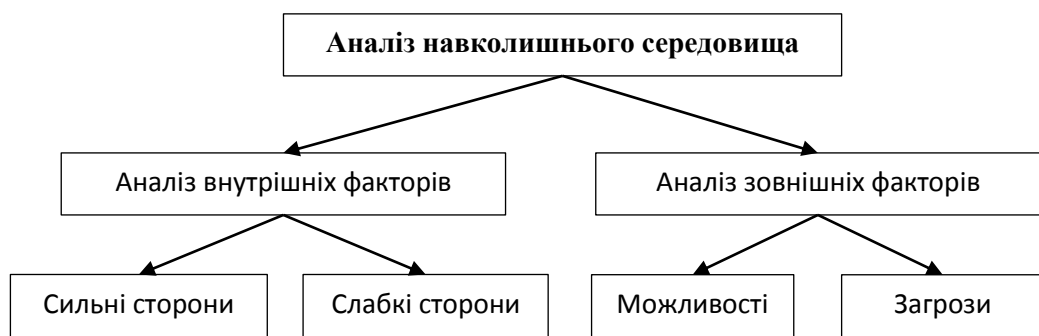 Аналіз навколишнього середовища
Аналіз внутрішніх факторів
Аналіз зовнішніх факторів
Сильні сторони
Слабкі сторони
Можливості
Загрози